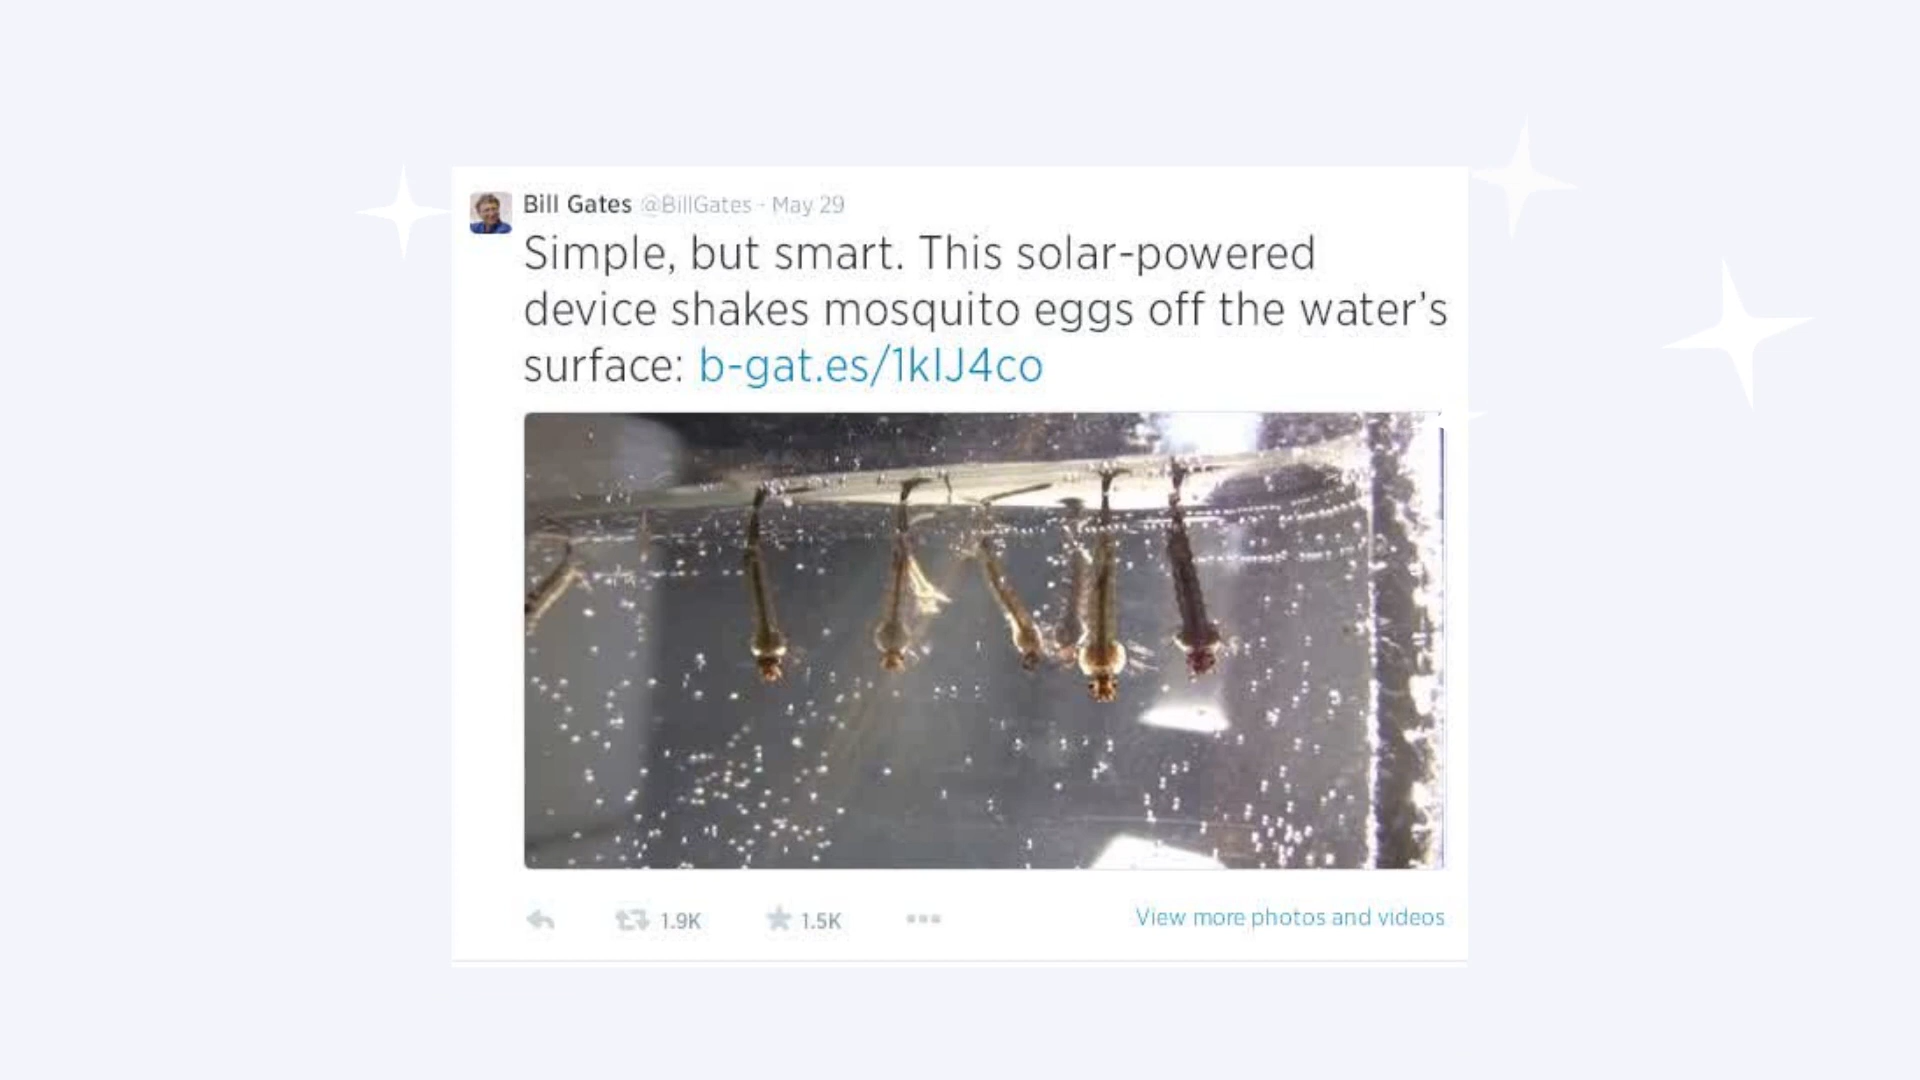 Bill Gates @BillGates · May 29
Simple, but smart. This solar-powered
device shakes mosquito eggs off the water's
surface: b-gat.es/1kIJ4co
1.9K 1.5K View more photos and videos